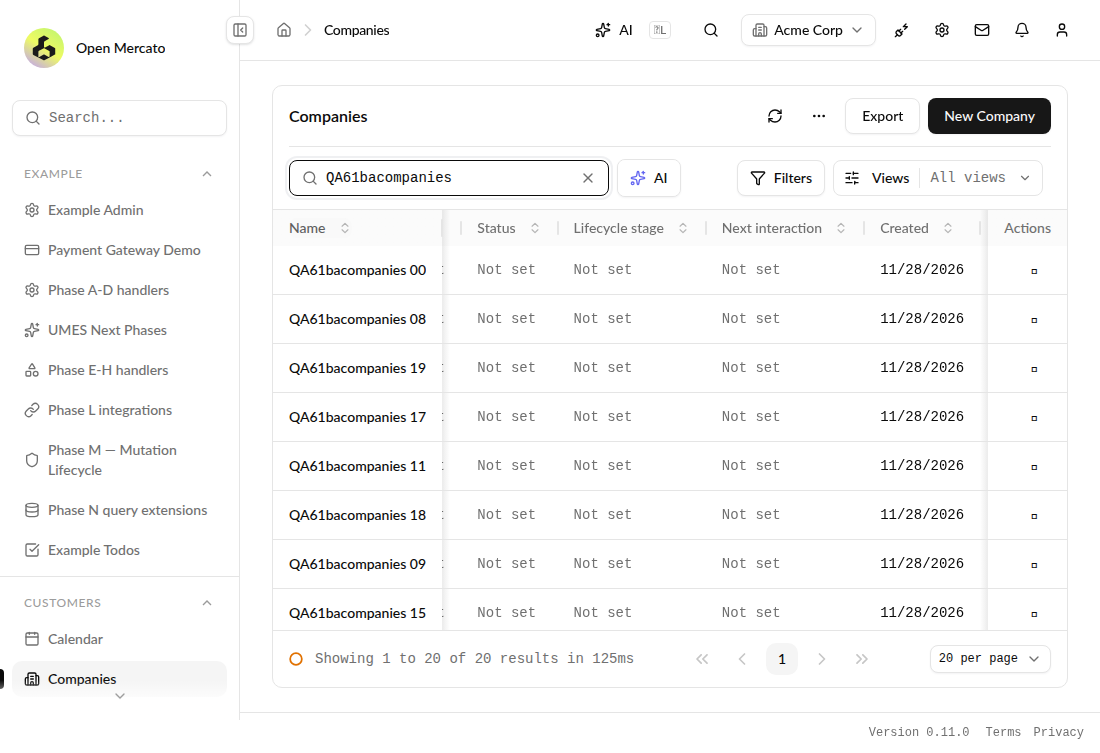 Open Mercato
Companies
AI
Acme Corp
Search...
EXAMPLE
Example Admin
Payment Gateway Demo
Phase A-D handlers
UMES Next Phases
Phase E-H handlers
Phase L integrations
Phase M — Mutation
Lifecycle
Phase N query extensions
Example Todos
CUSTOMERS
Calendar
Companies
Companies
Export
New Company
QA61bacompanies
AI
Filters
Views
All views
Name
Status
Lifecycle stage
Next interaction
Created
Actions
QA61bacompanies 00 Not set Not set Not set 11/28/2026
QA61bacompanies 08 Not set Not set Not set 11/28/2026
QA61bacompanies 19 Not set Not set Not set 11/28/2026
QA61bacompanies 17 Not set Not set Not set 11/28/2026
QA61bacompanies 11 Not set Not set Not set 11/28/2026
QA61bacompanies 18 Not set Not set Not set 11/28/2026
QA61bacompanies 09 Not set Not set Not set 11/28/2026
QA61bacompanies 15 Not set Not set Not set 11/28/2026
Showing 1 to 20 of 20 results in 125ms
1
20 per page
Version 0.11.0 Terms Privacy